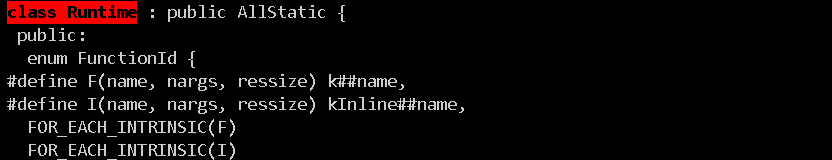 class Runtime : public AllStatic {
public:
enum FunctionId {
#define F(name, nargs, ressize) k##name,
#define I(name, nargs, ressize) kInline##name,
FOR_EACH_INTRINSIC(F)
FOR_EACH_INTRINSIC(I)